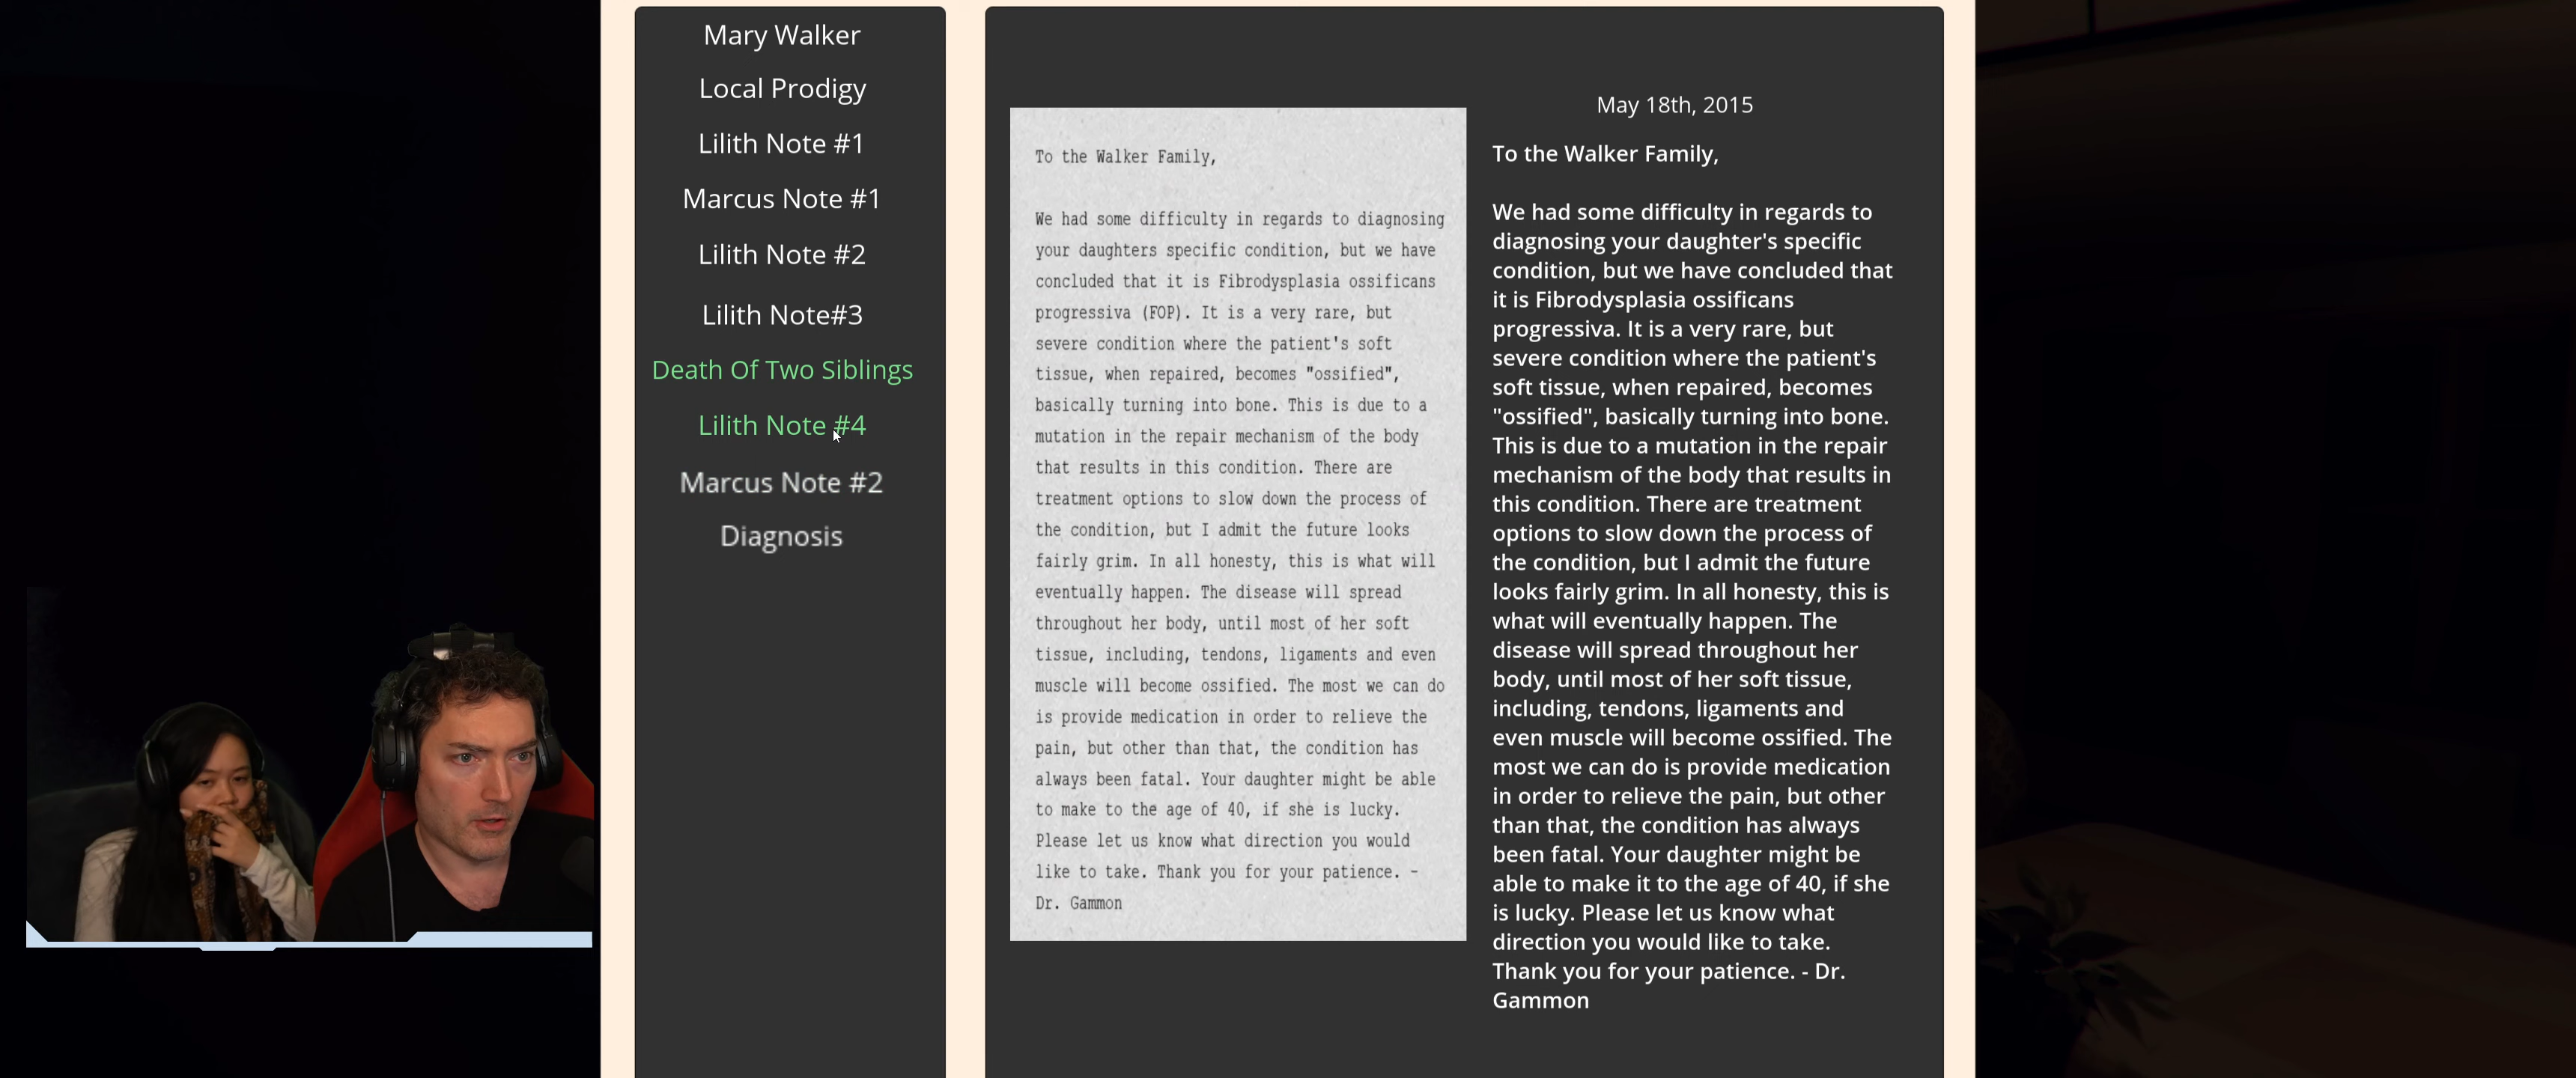 Mary Walker
Local Prodigy
Lilith Note #1
Marcus Note #1
Lilith Note #2
Lilith Note#3
Death Of Two Siblings
Lilith Note #4
Marcus Note #2
Diagnosis
To the Walker Family,
We had some difficulty in regards to diagnosing
your daughters specific condition, but we have
concluded that it is Fibrodysplasia ossificans
progressiva (FOP). It is a very rare, but
severe condition where the patient's soft
tissue, when repaired, becomes "ossified",
basically turning into bone. This is due to a
mutation in the repair mechanism of the body
that results in this condition. There are
treatment options to slow down the process of
the condition, but I admit the future looks
fairly grim. In all honesty, this is what will
eventually happen. The disease will spread
throughout her body, until most of her soft
tissue, including, tendons, ligaments and even
muscle will become ossified. The most we can do
is provide medication in order to relieve the
pain, but other than that, the condition has
always been fatal. Your daughter might be able
to make to the age of 40, if she is lucky.
Please let us know what direction you would
like to take. Thank you for your patience. -
Dr. Gammon
May 18th, 2015
To the Walker Family,
We had some difficulty in regards to
diagnosing your daughter's specific
condition, but we have concluded that
it is Fibrodysplasia ossificans
progressiva. It is a very rare, but
severe condition where the patient's
soft tissue, when repaired, becomes
"ossified", basically turning into bone.
This is due to a mutation in the repair
mechanism of the body that results in
this condition. There are treatment
options to slow down the process of
the condition, but I admit the future
looks fairly grim. In all honesty, this is
what will eventually happen. The
disease will spread throughout her
body, until most of her soft tissue,
including, tendons, ligaments and
even muscle will become ossified. The
most we can do is provide medication
in order to relieve the pain, but other
than that, the condition has always
been fatal. Your daughter might be
able to make it to the age of 40, if she
is lucky. Please let us know what
direction you would like to take.
Thank you for your patience. - Dr.
Gammon